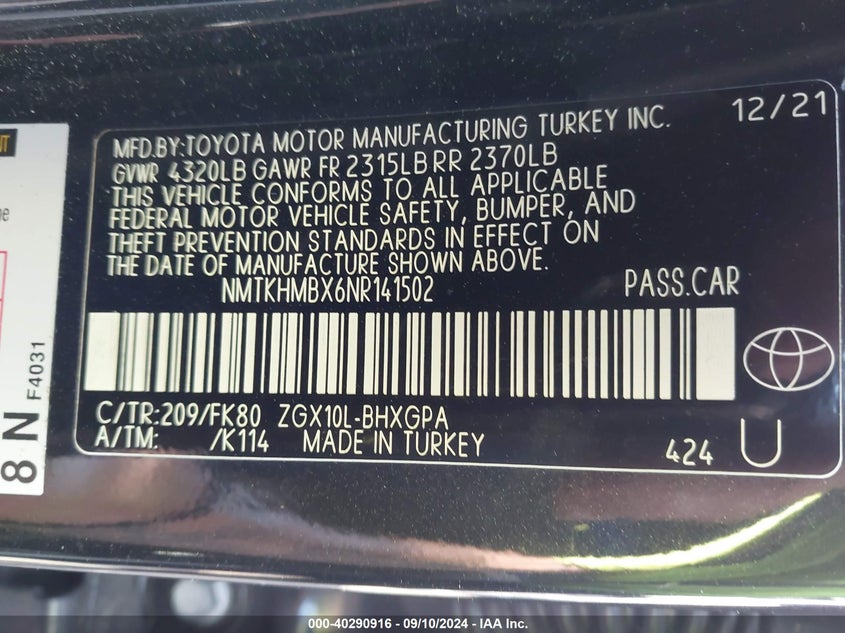 MFD.BY:TOYOTA MOTOR MANUFACTURING TURKEY INC. 12/21
GVWR 4320LB GAWR FR 2315LB RR 2370LB
THIS VEHICLE CONFORMS TO ALL APPLICABLE
FEDERAL MOTOR VEHICLE SAFETY, BUMPER, AND
THEFT PREVENTION STANDARDS IN EFFECT ON
THE DATE OF MANUFACTURE SHOWN ABOVE.
NMTKHMBX6NR141502 PASS.CAR
C/TR:209/FK80 ZGX10L-BHXGPA
A/TM: /K114 MADE IN TURKEY 424 U
8 N
F4031
000-40290916 - 09/10/2024 - IAA Inc.